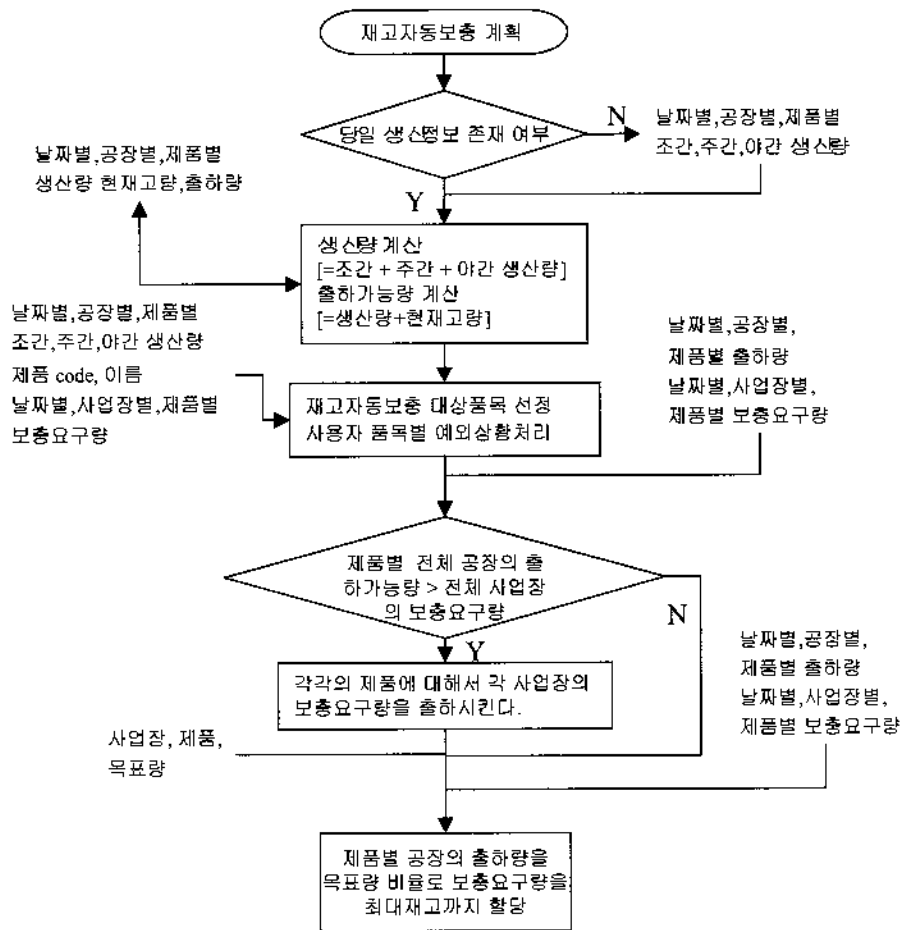 재고자동보충 계획
당일 생산정보 존재 여부
N
날짜별,공장별,제품별
조간,주간,야간 생산량
날짜별,공장별,제품별
생산량 현재고량,출하량
Y
생산량 계산
[=조간 + 주간 + 야간 생산량]
출하가능량 계산
[=생산량+현재고량]
날짜별,공장별,제품별
조간,주간,야간 생산량
제품 code, 이름
날짜별,사업장별,제품별
보충요구량
날짜별,공장별,
제품별 출하량
날짜별,사업장별,
제품별 보충요구량
재고자동보충 대상품목 선정
사용자 품목별 예외상황처리
제품별 전체 공장의 출
하가능량 > 전체 사업장
의 보충요구량
N
Y
각각의 제품에 대해서 각 사업장의
보충요구량을 출하시킨다.
날짜별,공장별,
제품별 출하량
날짜별,사업장별,
제품별 보충요구량
사업장, 제품,
목표량
제품별 공장의 출하량을
목표량 비율로 보충요구량을
최대재고까지 할당